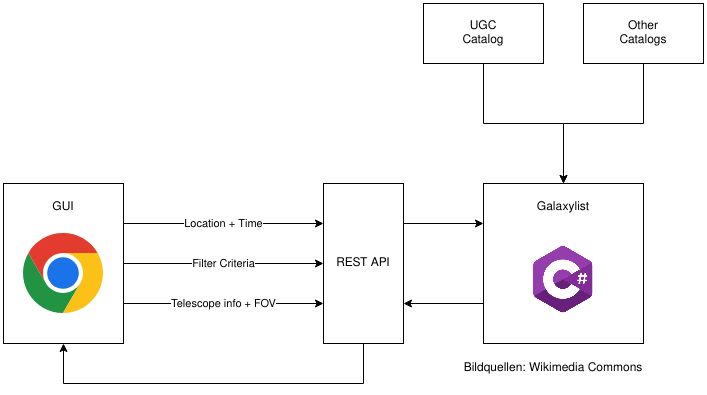 UGC
Catalog
Other
Catalogs
GUI
Location + Time
Filter Criteria
Telescope info + FOV
REST API
Galaxylist
C#
Bildquellen: Wikimedia Commons